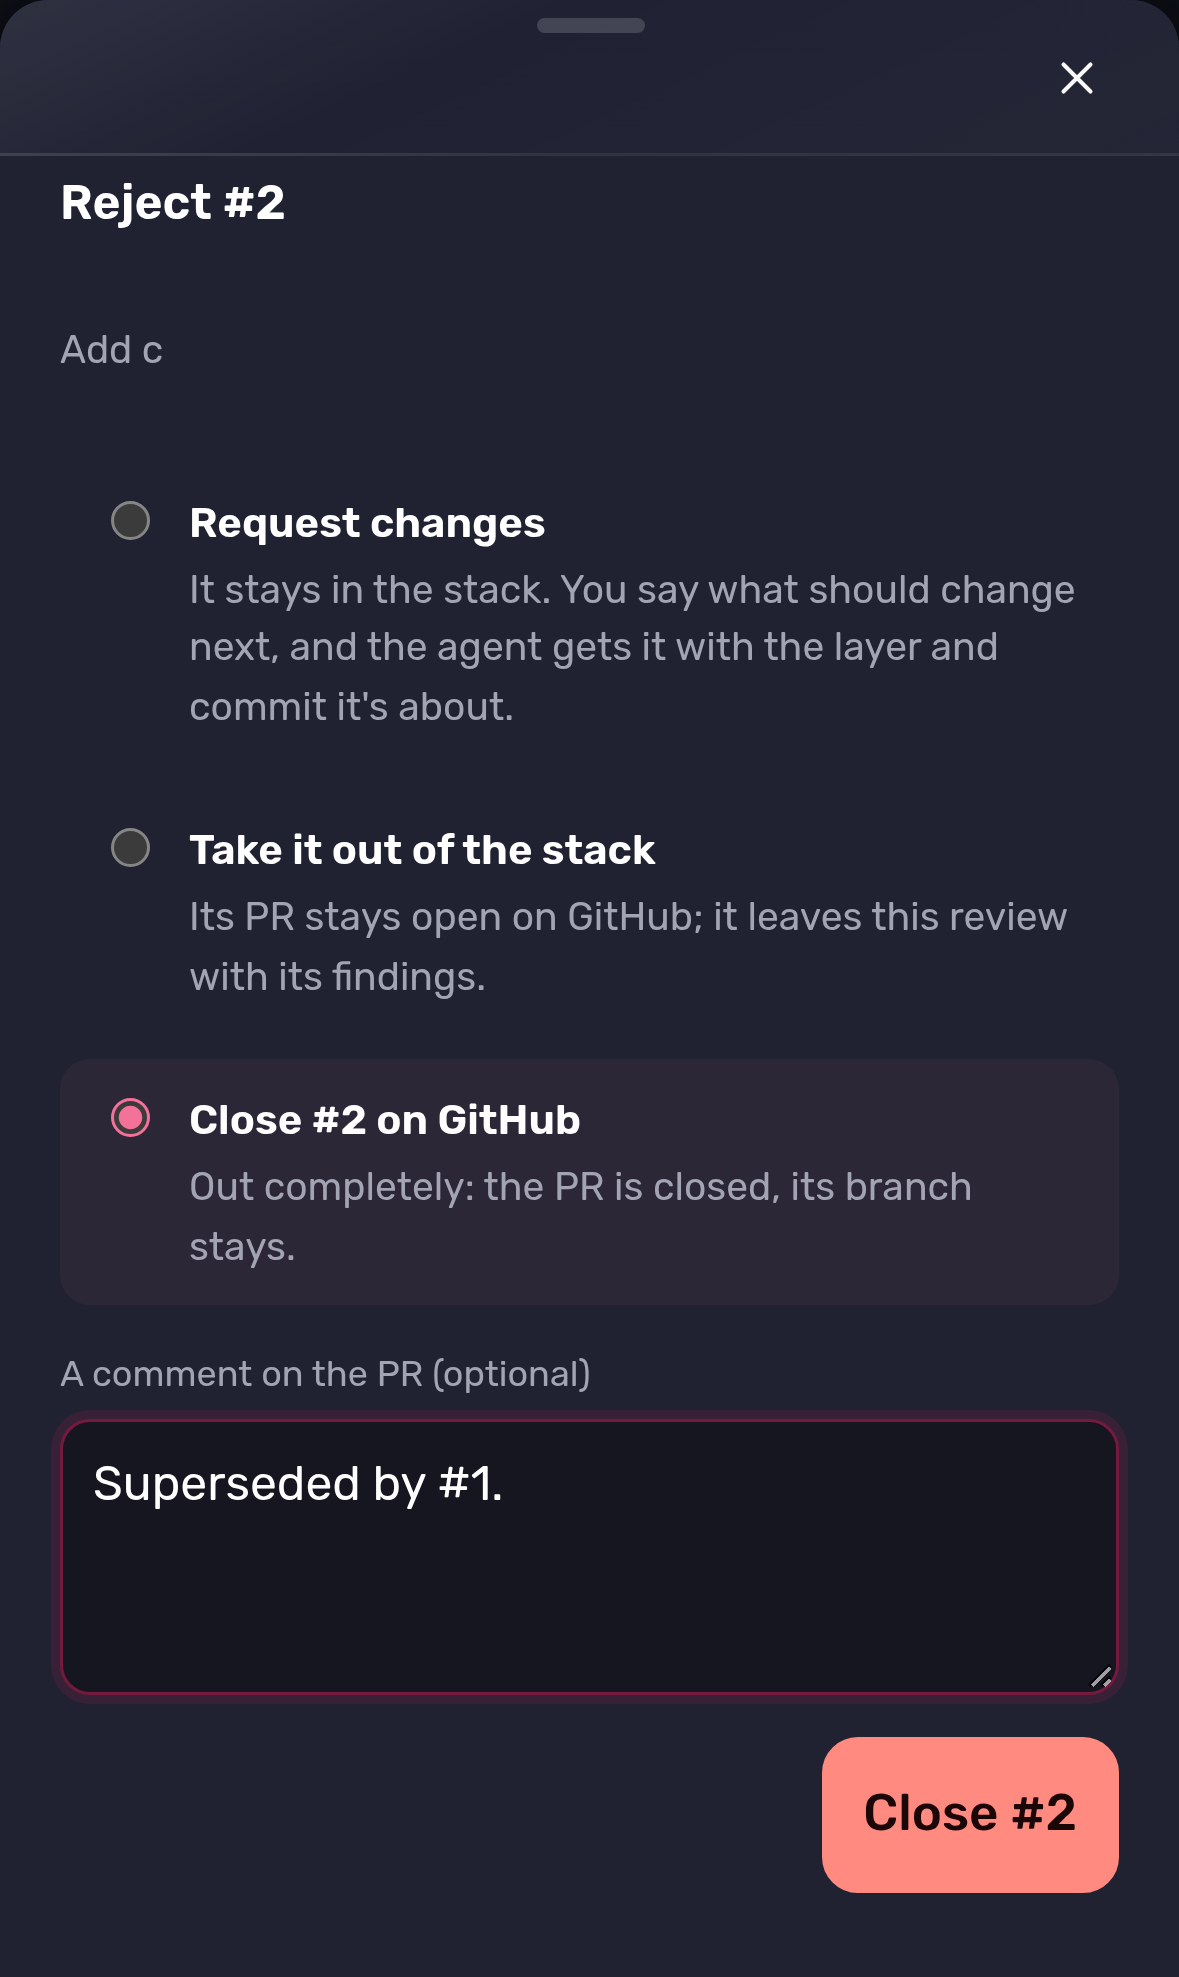 Reject #2
Add c
Request changes
It stays in the stack. You say what should change
next, and the agent gets it with the layer and
commit it's about.
Take it out of the stack
Its PR stays open on GitHub; it leaves this review
with its findings.
Close #2 on GitHub
Out completely: the PR is closed, its branch
stays.
A comment on the PR (optional)
Superseded by #1.
Close #2